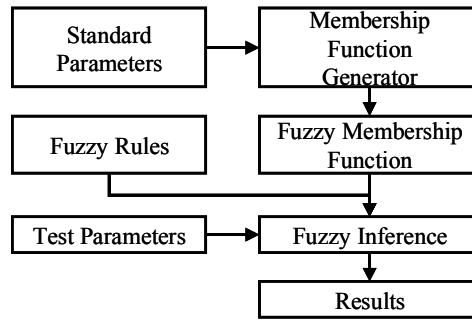 Standard
Parameters
Membership
Function
Generator
Fuzzy Rules
Fuzzy Membership
Function
Test Parameters
Fuzzy Inference
Results